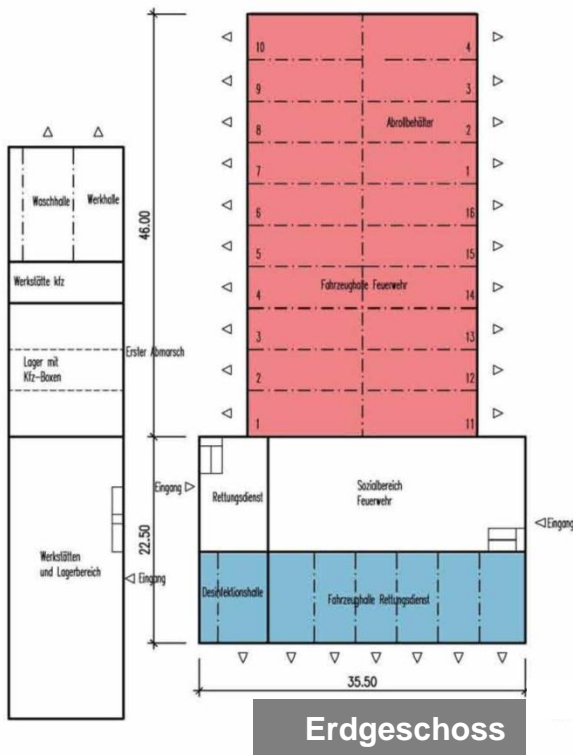 10
4
9
3
Abrollbehälter
8
2
7
1
6
16
5
15
Fahrzeughalle Feuerwehr
4
14
3
13
2
12
1
11
46.00
Waschhalle
Werkhalle
Werkstätte kfz
Erster Abmarsch
Lager mit
Kfz-Boxen
Eingang
Rettungsdienst
Sozialbereich
Feuerwehr
Eingang
22.50
Werkstätten
und Lagerbereich
Eingang
Desinfektionshalle
Fahrzeughalle Rettungsdienst
35.50
Erdgeschoss